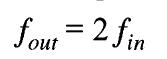 f_out = 2 f_in